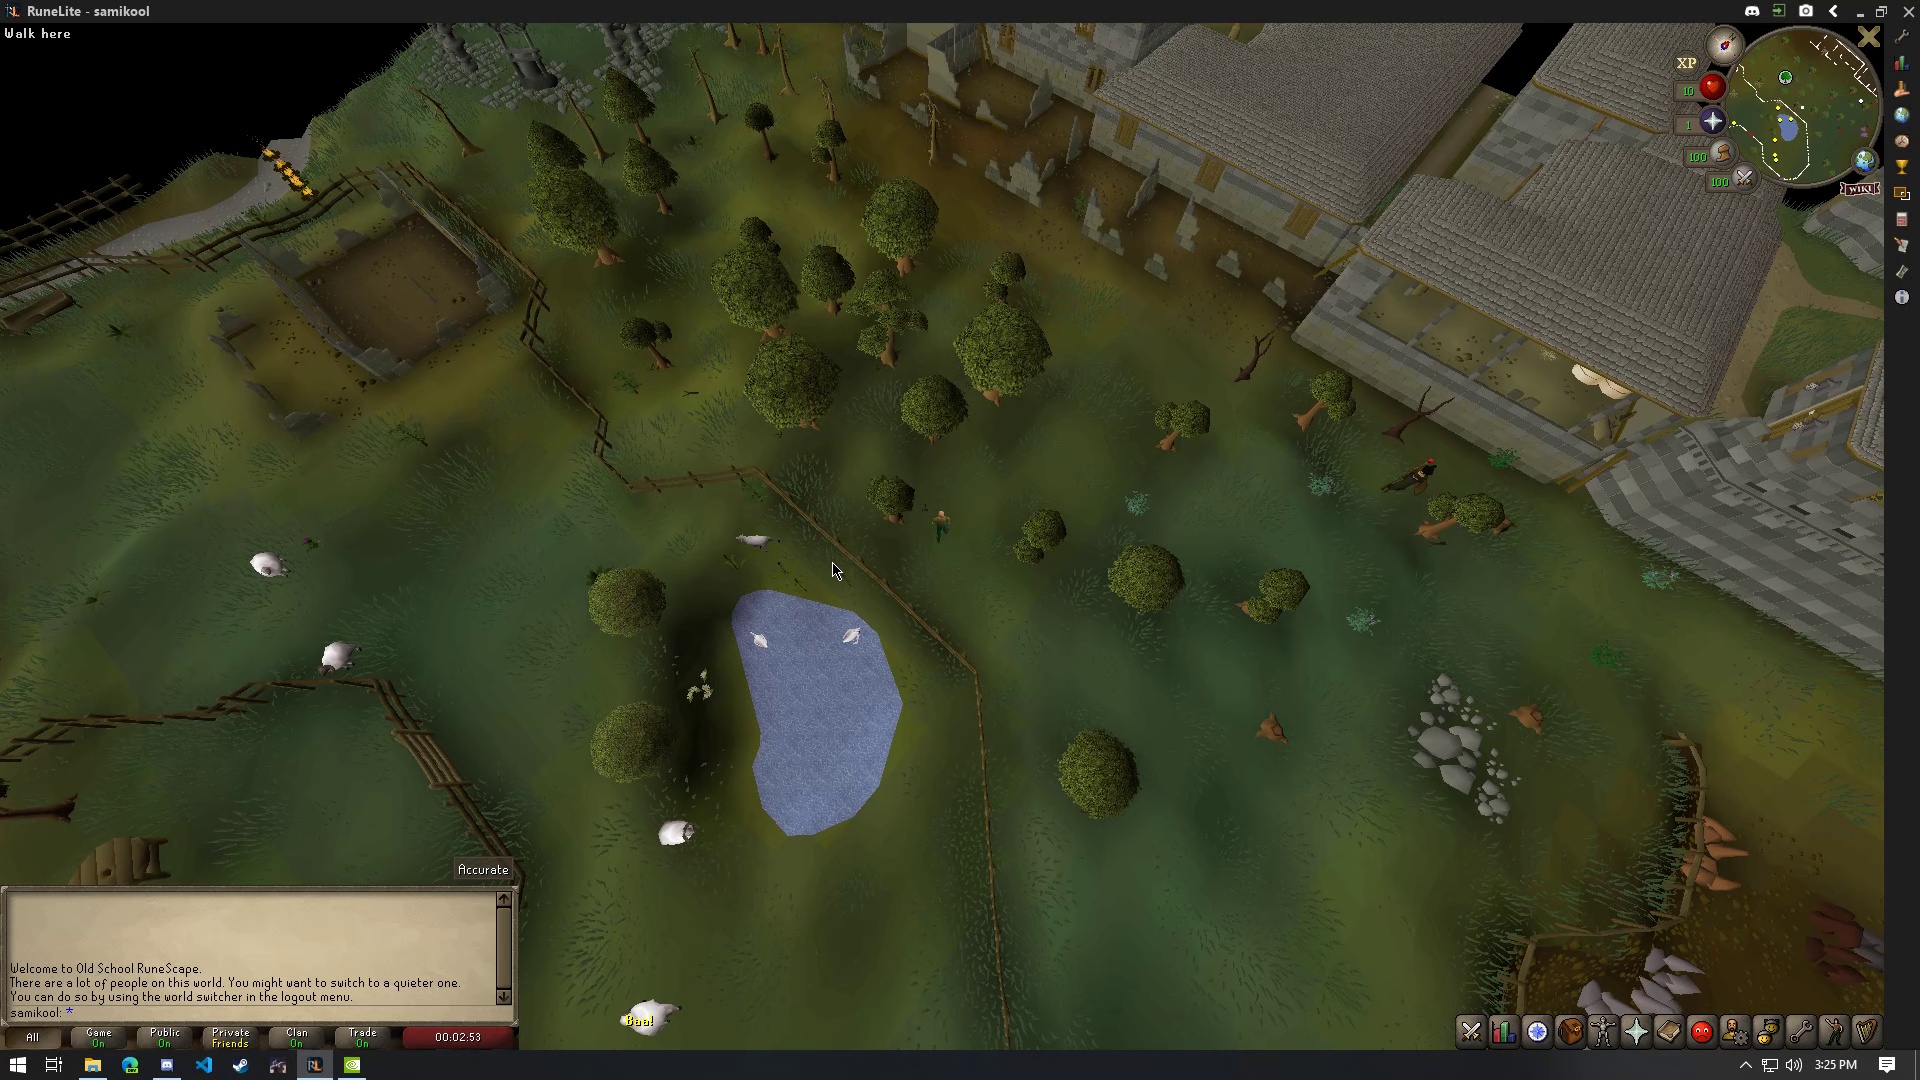 RuneLite - samikool
Walk here
XP
10
1
100
100
WIKI
Accurate
Welcome to Old School RuneScape.
There are a lot of people on this world. You might want to switch to a quieter one.
You can do so by using the world switcher in the logout menu.
samikool: *
Baa!
All
Game
On
Public
On
Private
Friends
Clan
On
Trade
On
00:02:53
3:25 PM